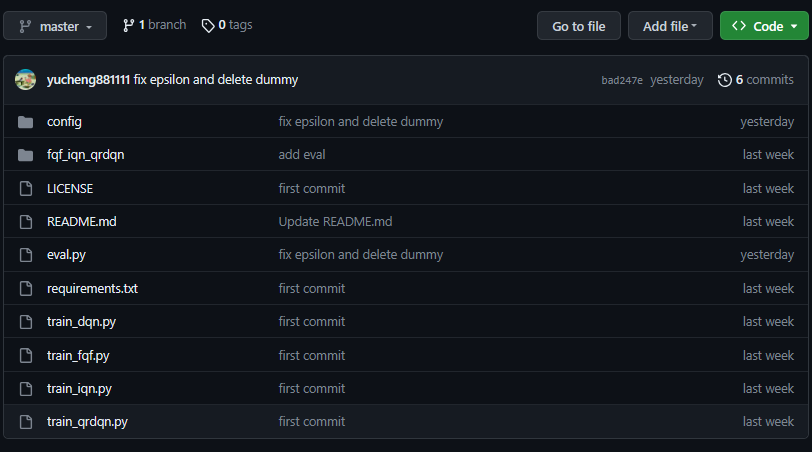 master 1 branch 0 tags Go to file Add file Code
yucheng881111 fix epsilon and delete dummy bad247e yesterday 6 commits
config fix epsilon and delete dummy yesterday
fqf_iqn_qrdqn add eval last week
LICENSE first commit last week
README.md Update README.md last week
eval.py fix epsilon and delete dummy yesterday
requirements.txt first commit last week
train_dqn.py first commit last week
train_fqf.py first commit last week
train_iqn.py first commit last week
train_qrdqn.py first commit last week